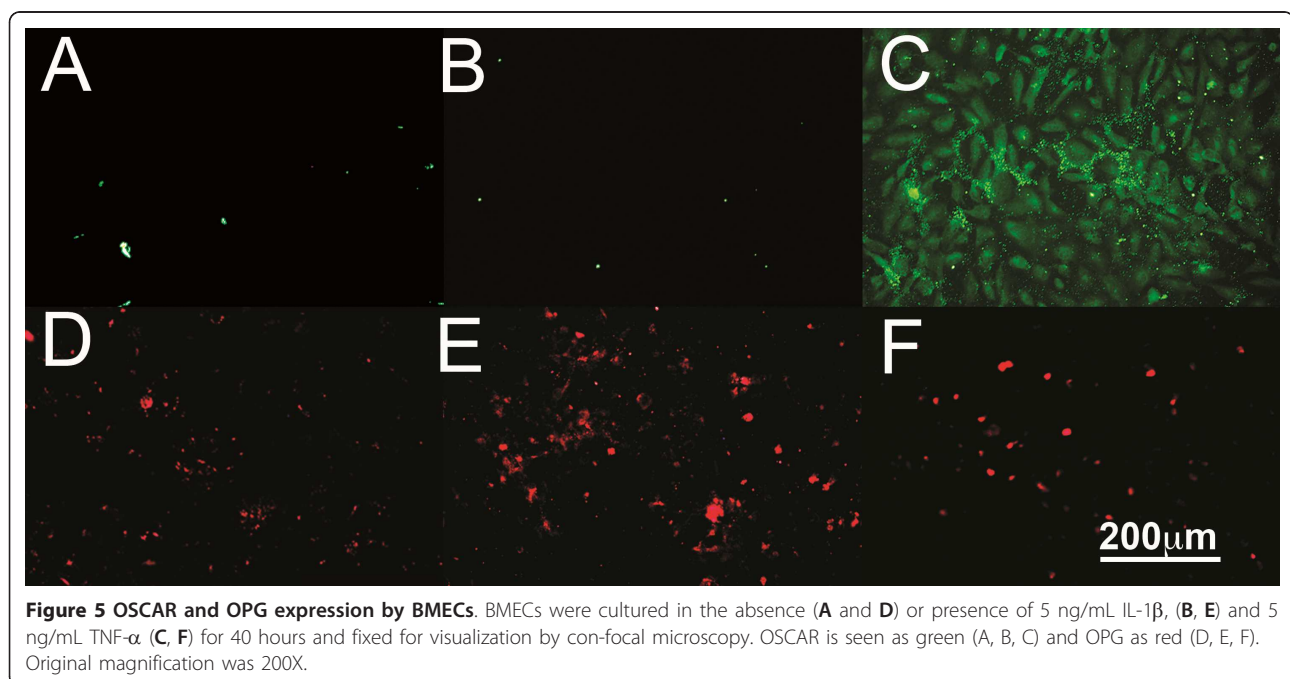 A
B
C
D
E
F
200μm
Figure 5 OSCAR and OPG expression by BMECs. BMECs were cultured in the absence (A and D) or presence of 5 ng/mL IL-1β, (B, E) and 5
ng/mL TNF-α (C, F) for 40 hours and fixed for visualization by con-focal microscopy. OSCAR is seen as green (A, B, C) and OPG as red (D, E, F).
Original magnification was 200X.